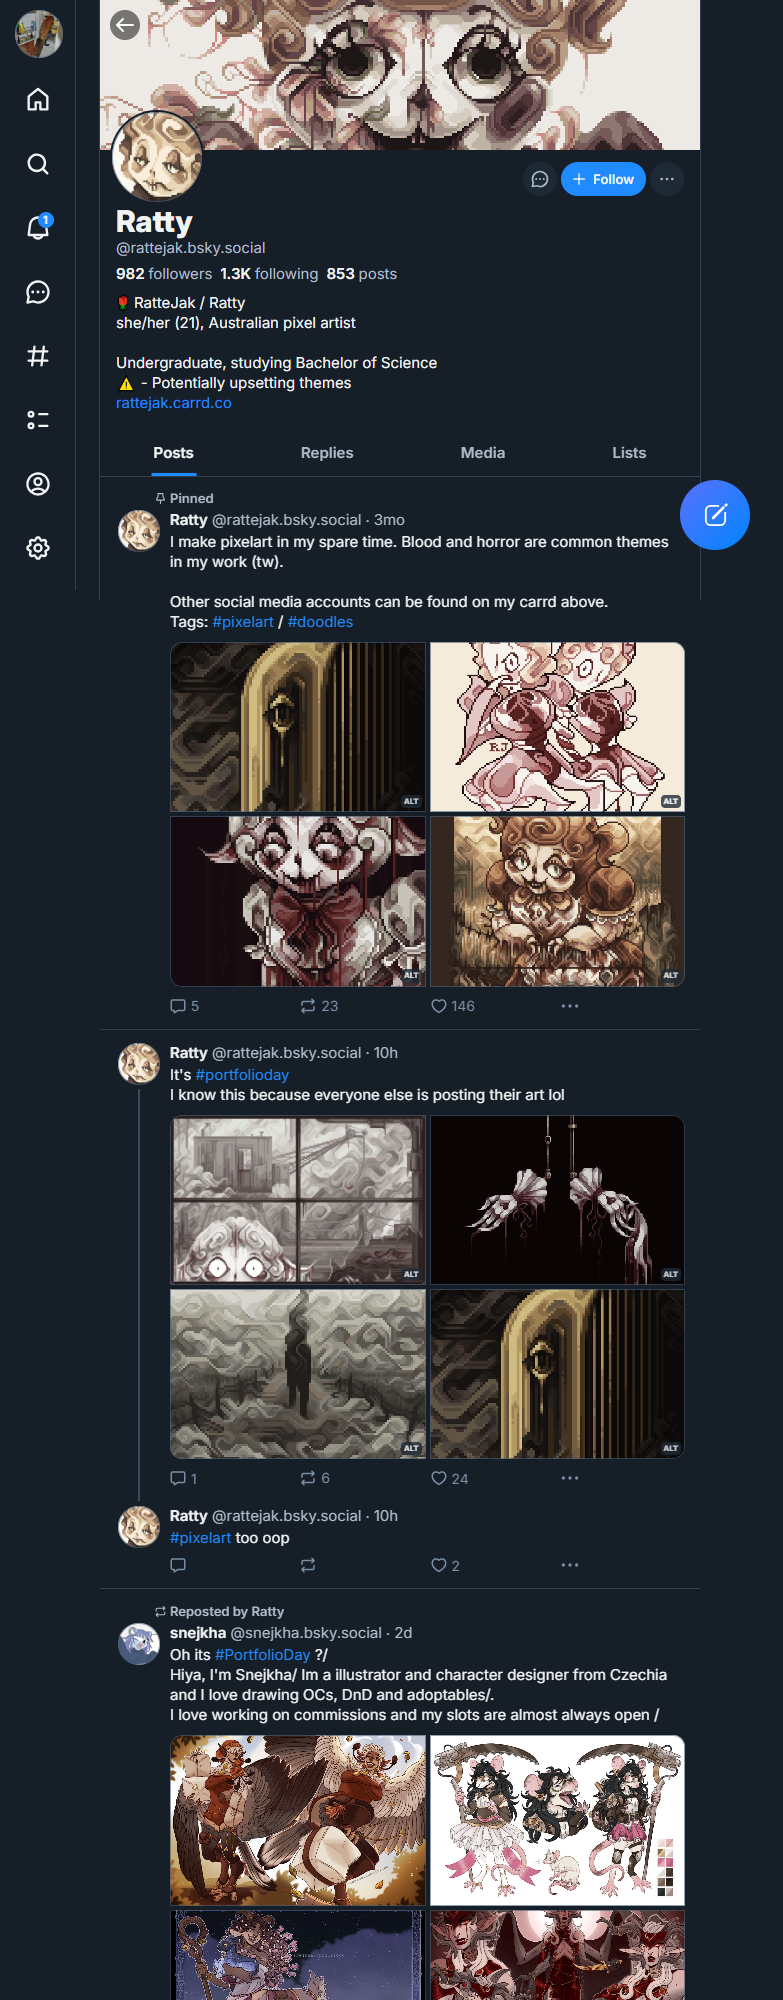 1
Follow
Ratty
@rattejak.bsky.social
982 followers 1.3K following 853 posts
🌹 RatteJak / Ratty
she/her (21), Australian pixel artist
Undergraduate, studying Bachelor of Science
⚠️ - Potentially upsetting themes
rattejak.carrd.co
Posts Replies Media Lists
Pinned
Ratty @rattejak.bsky.social · 3mo
I make pixelart in my spare time. Blood and horror are common themes
in my work (tw).
Other social media accounts can be found on my carrd above.
Tags: #pixelart / #doodles
RJ
ALT ALT
ALT ALT
5 23 146
Ratty @rattejak.bsky.social · 10h
It's #portfolioday
I know this because everyone else is posting their art lol
ALT ALT
ALT ALT
1 6 24
Ratty @rattejak.bsky.social · 10h
#pixelart too oop
2
Reposted by Ratty
snejkha @snejkha.bsky.social · 2d
Oh its #PortfolioDay ?/
Hiya, I'm Snejkha/ Im a illustrator and character designer from Czechia
and I love drawing OCs, DnD and adoptables/.
I love working on commissions and my slots are almost always open /